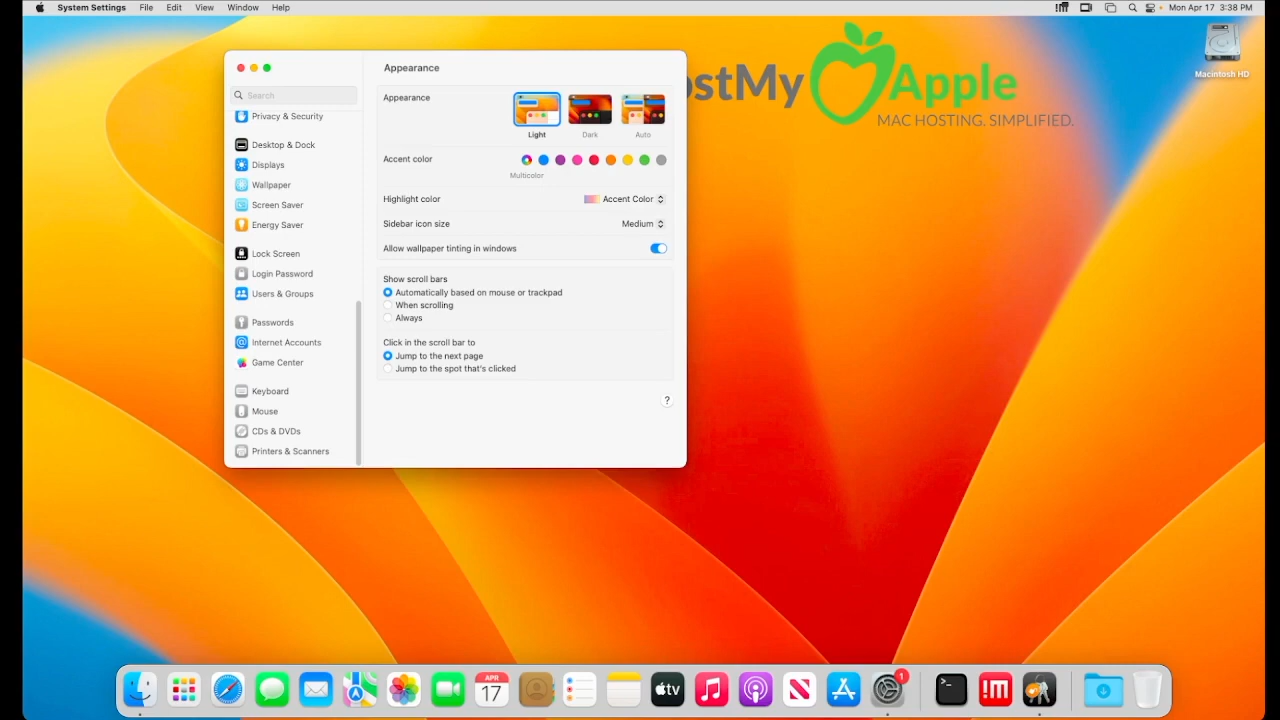 System Settings File Edit View Window Help Mon Apr 17 3:38 PM
Macintosh HD
ostMy Apple
MAC HOSTING. SIMPLIFIED.
Search
Privacy & Security
Desktop & Dock
Displays
Wallpaper
Screen Saver
Energy Saver
Lock Screen
Login Password
Users & Groups
Passwords
Internet Accounts
Game Center
Keyboard
Mouse
CDs & DVDs
Printers & Scanners
Appearance
Appearance
Light Dark Auto
Accent color
Multicolor
Highlight color Accent Color
Sidebar icon size Medium
Allow wallpaper tinting in windows
Show scroll bars
Automatically based on mouse or trackpad
When scrolling
Always
Click in the scroll bar to
Jump to the next page
Jump to the spot that's clicked
?
APR
17
tv
1
>_
!m